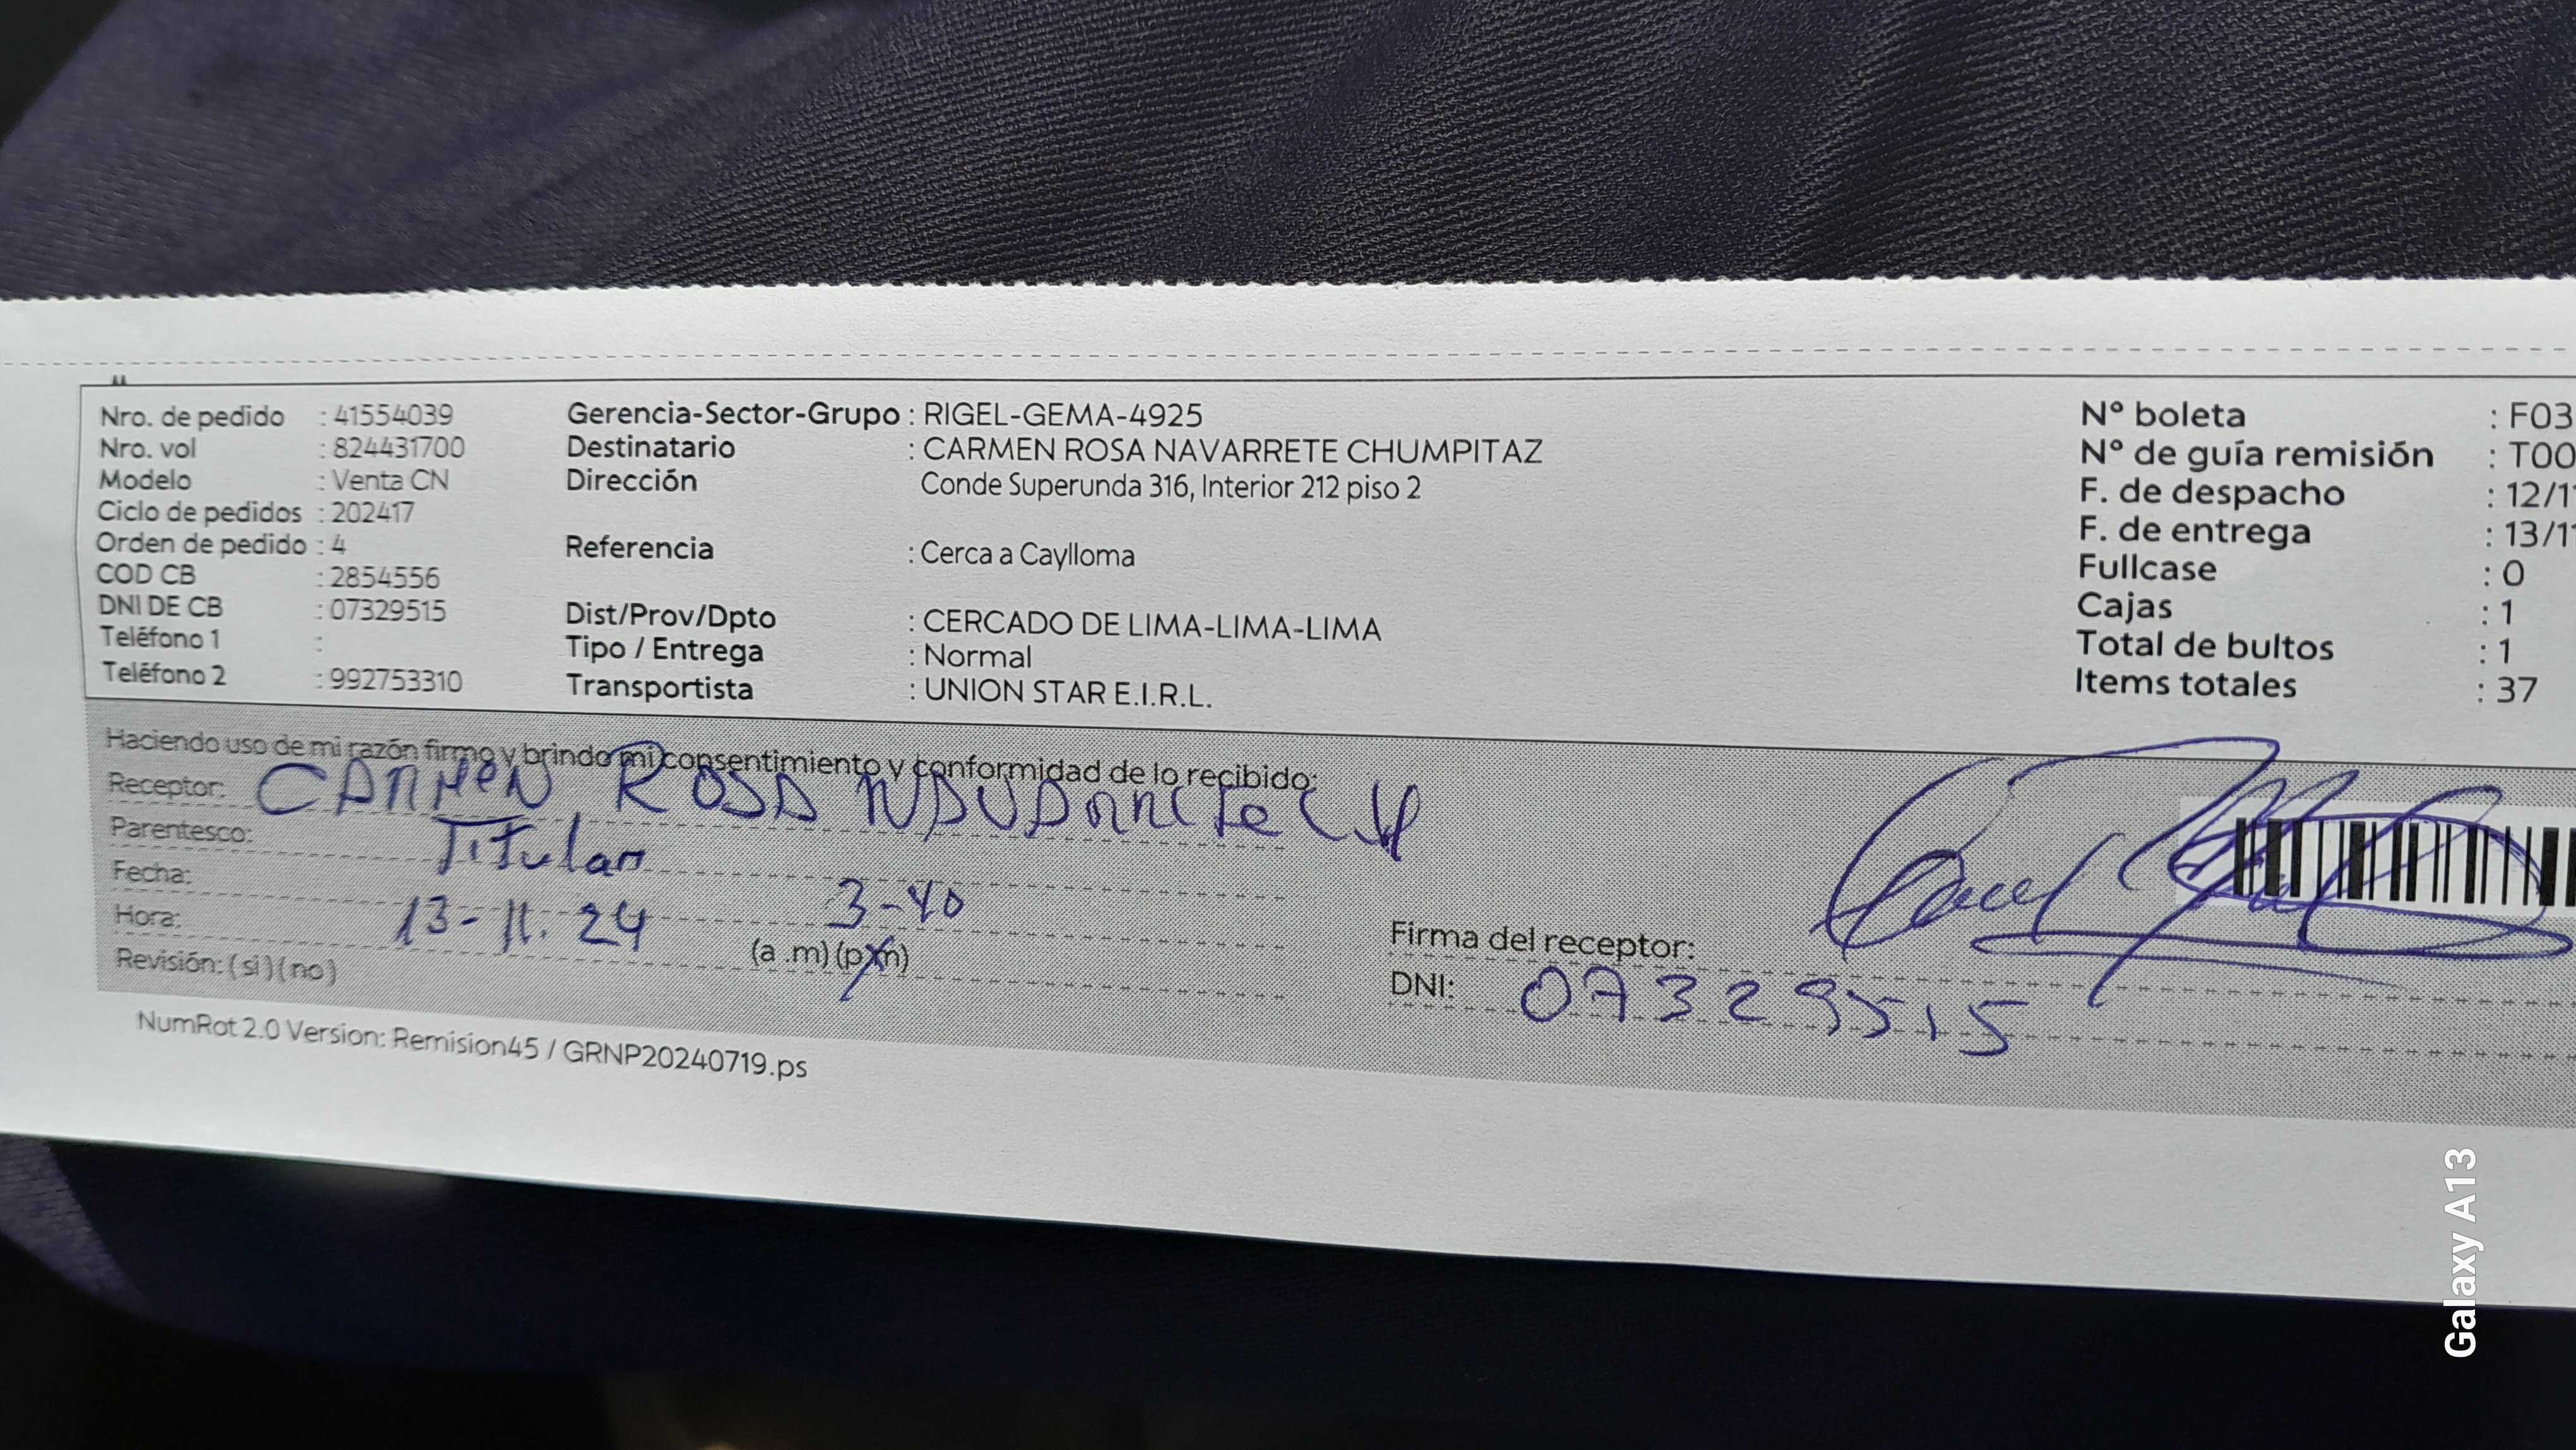 Nro. de pedido : 41554039 Gerencia-Sector-Grupo : RIGEL-GEMA-4925 N° boleta : F03
Nro. vol : 824431700 Destinatario : CARMEN ROSA NAVARRETE CHUMPITAZ N° de guía remisión : T00
Modelo : Venta CN Dirección Conde Superunda 316, Interior 212 piso 2 F. de despacho : 12/1
Ciclo de pedidos : 202417 F. de entrega : 13/1
Orden de pedido : 4 Referencia : Cerca a Caylloma Fullcase : 0
COD CB : 2854556 Cajas : 1
DNI DE CB : 07329515 Dist/Prov/Dpto : CERCADO DE LIMA-LIMA-LIMA Total de bultos : 1
Teléfono 1 : Tipo / Entrega : Normal Items totales : 37
Teléfono 2 : 992753310 Transportista : UNION STAR E.I.R.L.
Haciendo uso de mi razón firmo y brindo mi consentimiento y conformidad de lo recibido:
Receptor: CARMEN ROSA NAVARRETE CH
Parentesco: Titular
Fecha: 13-11.24
Hora: 3-40 (a .m) (p.m)
Revisión: (si) (no)
Firma del receptor:
DNI: 07329515
NumRot 2.0 Version: Remision45 / GRNP20240719.ps
Galaxy A13